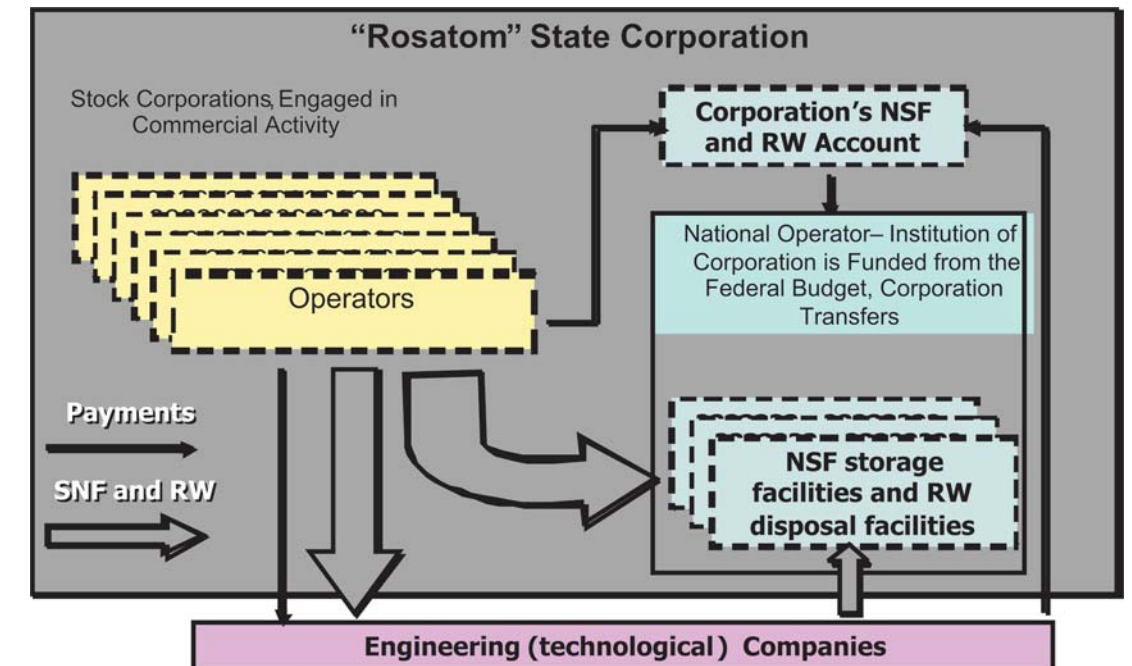 “Rosatom” State Corporation
Stock Corporations, Engaged in
Commercial Activity
Corporation’s NSF
and RW Account
National Operator– Institution of
Corporation is Funded from the
Federal Budget, Corporation
Transfers
Operators
Payments
SNF and RW
NSF storage
facilities and RW
disposal facilities
Engineering (technological) Companies